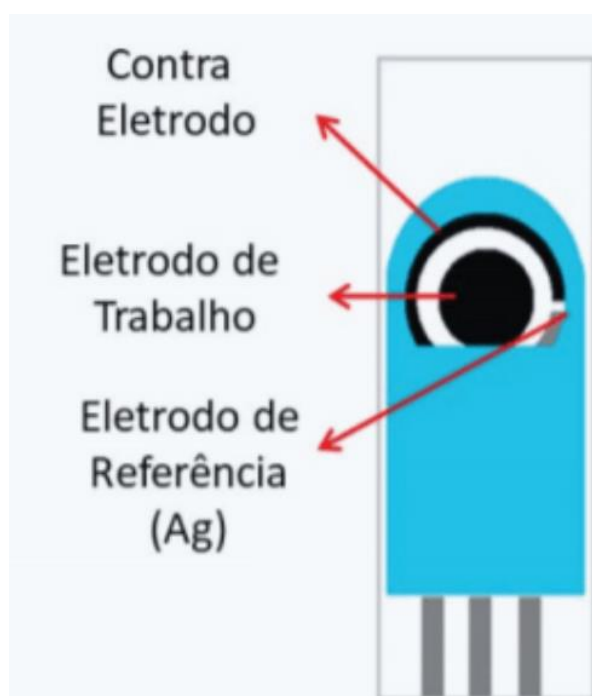 Contra
Eletrodo
Eletrodo de
Trabalho
Eletrodo de
Referência
(Ag)